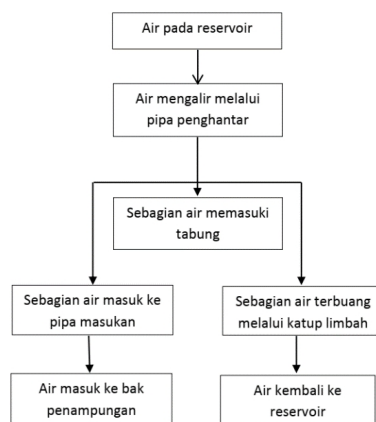 Air pada reservoir
Air mengalir melalui
pipa penghantar
Sebagian air memasuki
tabung
Sebagian air masuk ke
pipa masukan
Sebagian air terbuang
melalui katup limbah
Air masuk ke bak
penampungan
Air kembali ke
reservoir